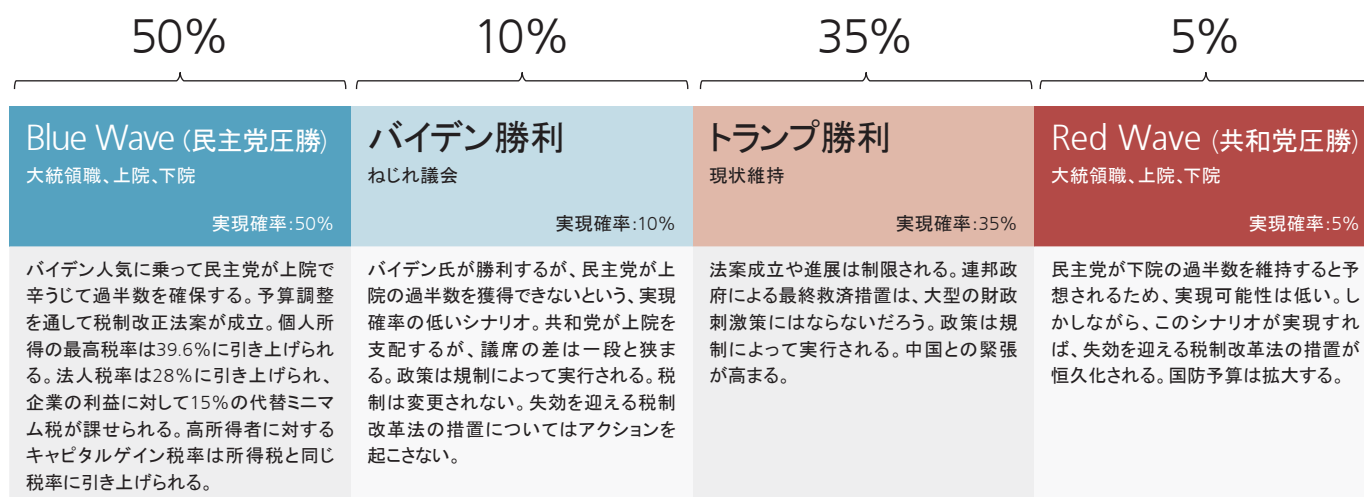 50%
10%
35%
5%
Blue Wave (民主党圧勝)
大統領職、上院、下院
実現確率:50%
バイデン人気に乗って民主党が上院で
辛うじて過半数を確保する。予算調整
を通して税制改正法案が成立。個人所
得の最高税率は39.6%に引き上げられ
る。法人税率は28%に引き上げられ、
企業の利益に対して15%の代替ミニマ
ム税が課せられる。高所得者に対する
キャピタルゲイン税率は所得税と同じ
税率に引き上げられる。
バイデン勝利
ねじれ議会
実現確率:10%
バイデン氏が勝利するが、民主党が上
院の過半数を獲得できないという、実現
確率の低いシナリオ。共和党が上院を
支配するが、議席の差は一段と狭ま
る。政策は規制によって実行される。税
制は変更されない。失効を迎える税制
改革法の措置についてはアクションを
起こさない。
トランプ勝利
現状維持
実現確率:35%
法案成立や進展は制限される。連邦政
府による最終救済措置は、大型の財政
刺激策にはならないだろう。政策は規
制によって実行される。中国との緊張
が高まる。
Red Wave (共和党圧勝)
大統領職、上院、下院
実現確率:5%
民主党が下院の過半数を維持すると予
想されるため、実現可能性は低い。し
かしながら、このシナリオが実現すれ
ば、失効を迎える税制改革法の措置が
恒久化される。国防予算は拡大する。